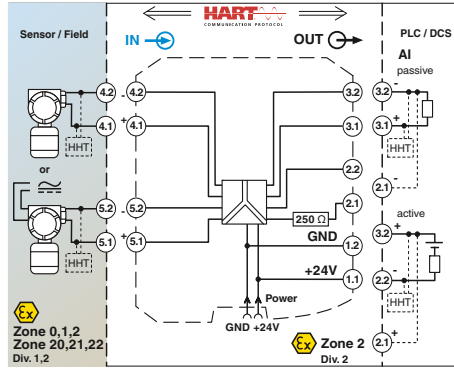 HART
COMMUNICATION PROTOCOL
Sensor / Field
IN
OUT
PLC / DCS
AI
passive
4.2 - 4.2
3.2 3.2 -
4.1 + 4.1
3.1 3.1 +
HHT
HHT
or
2.2
2.1 -
5.2 - 5.2
2.1
250 Ω
active
GND
3.2 +
5.1 + 5.1
1.2
HHT
+24V
2.2 -
1.1
HHT
Power
Ex
Zone 0,1,2
Zone 20,21,22
Div. 1,2
GND +24V
Ex Zone 2
Div. 2
2.1 +